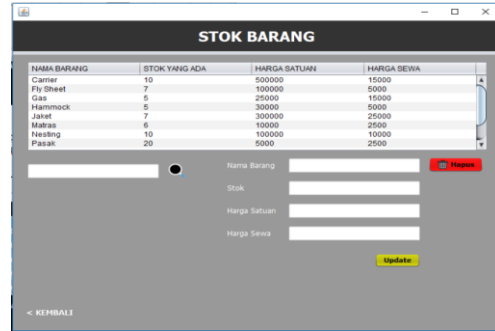 STOK BARANG
NAMA BARANG STOK YANG ADA HARGA SATUAN HARGA SEWA
Carrier 10 500000 15000
Fly Sheet 7 100000 5000
Gas 5 25000 15000
Hammock 5 30000 5000
Jaket 7 300000 25000
Matras 6 10000 2500
Nesting 10 100000 10000
Pasak 20 5000 2500
Nama Barang Hapus
Stok
Harga Satuan
Harga Sewa
Update
< KEMBALI